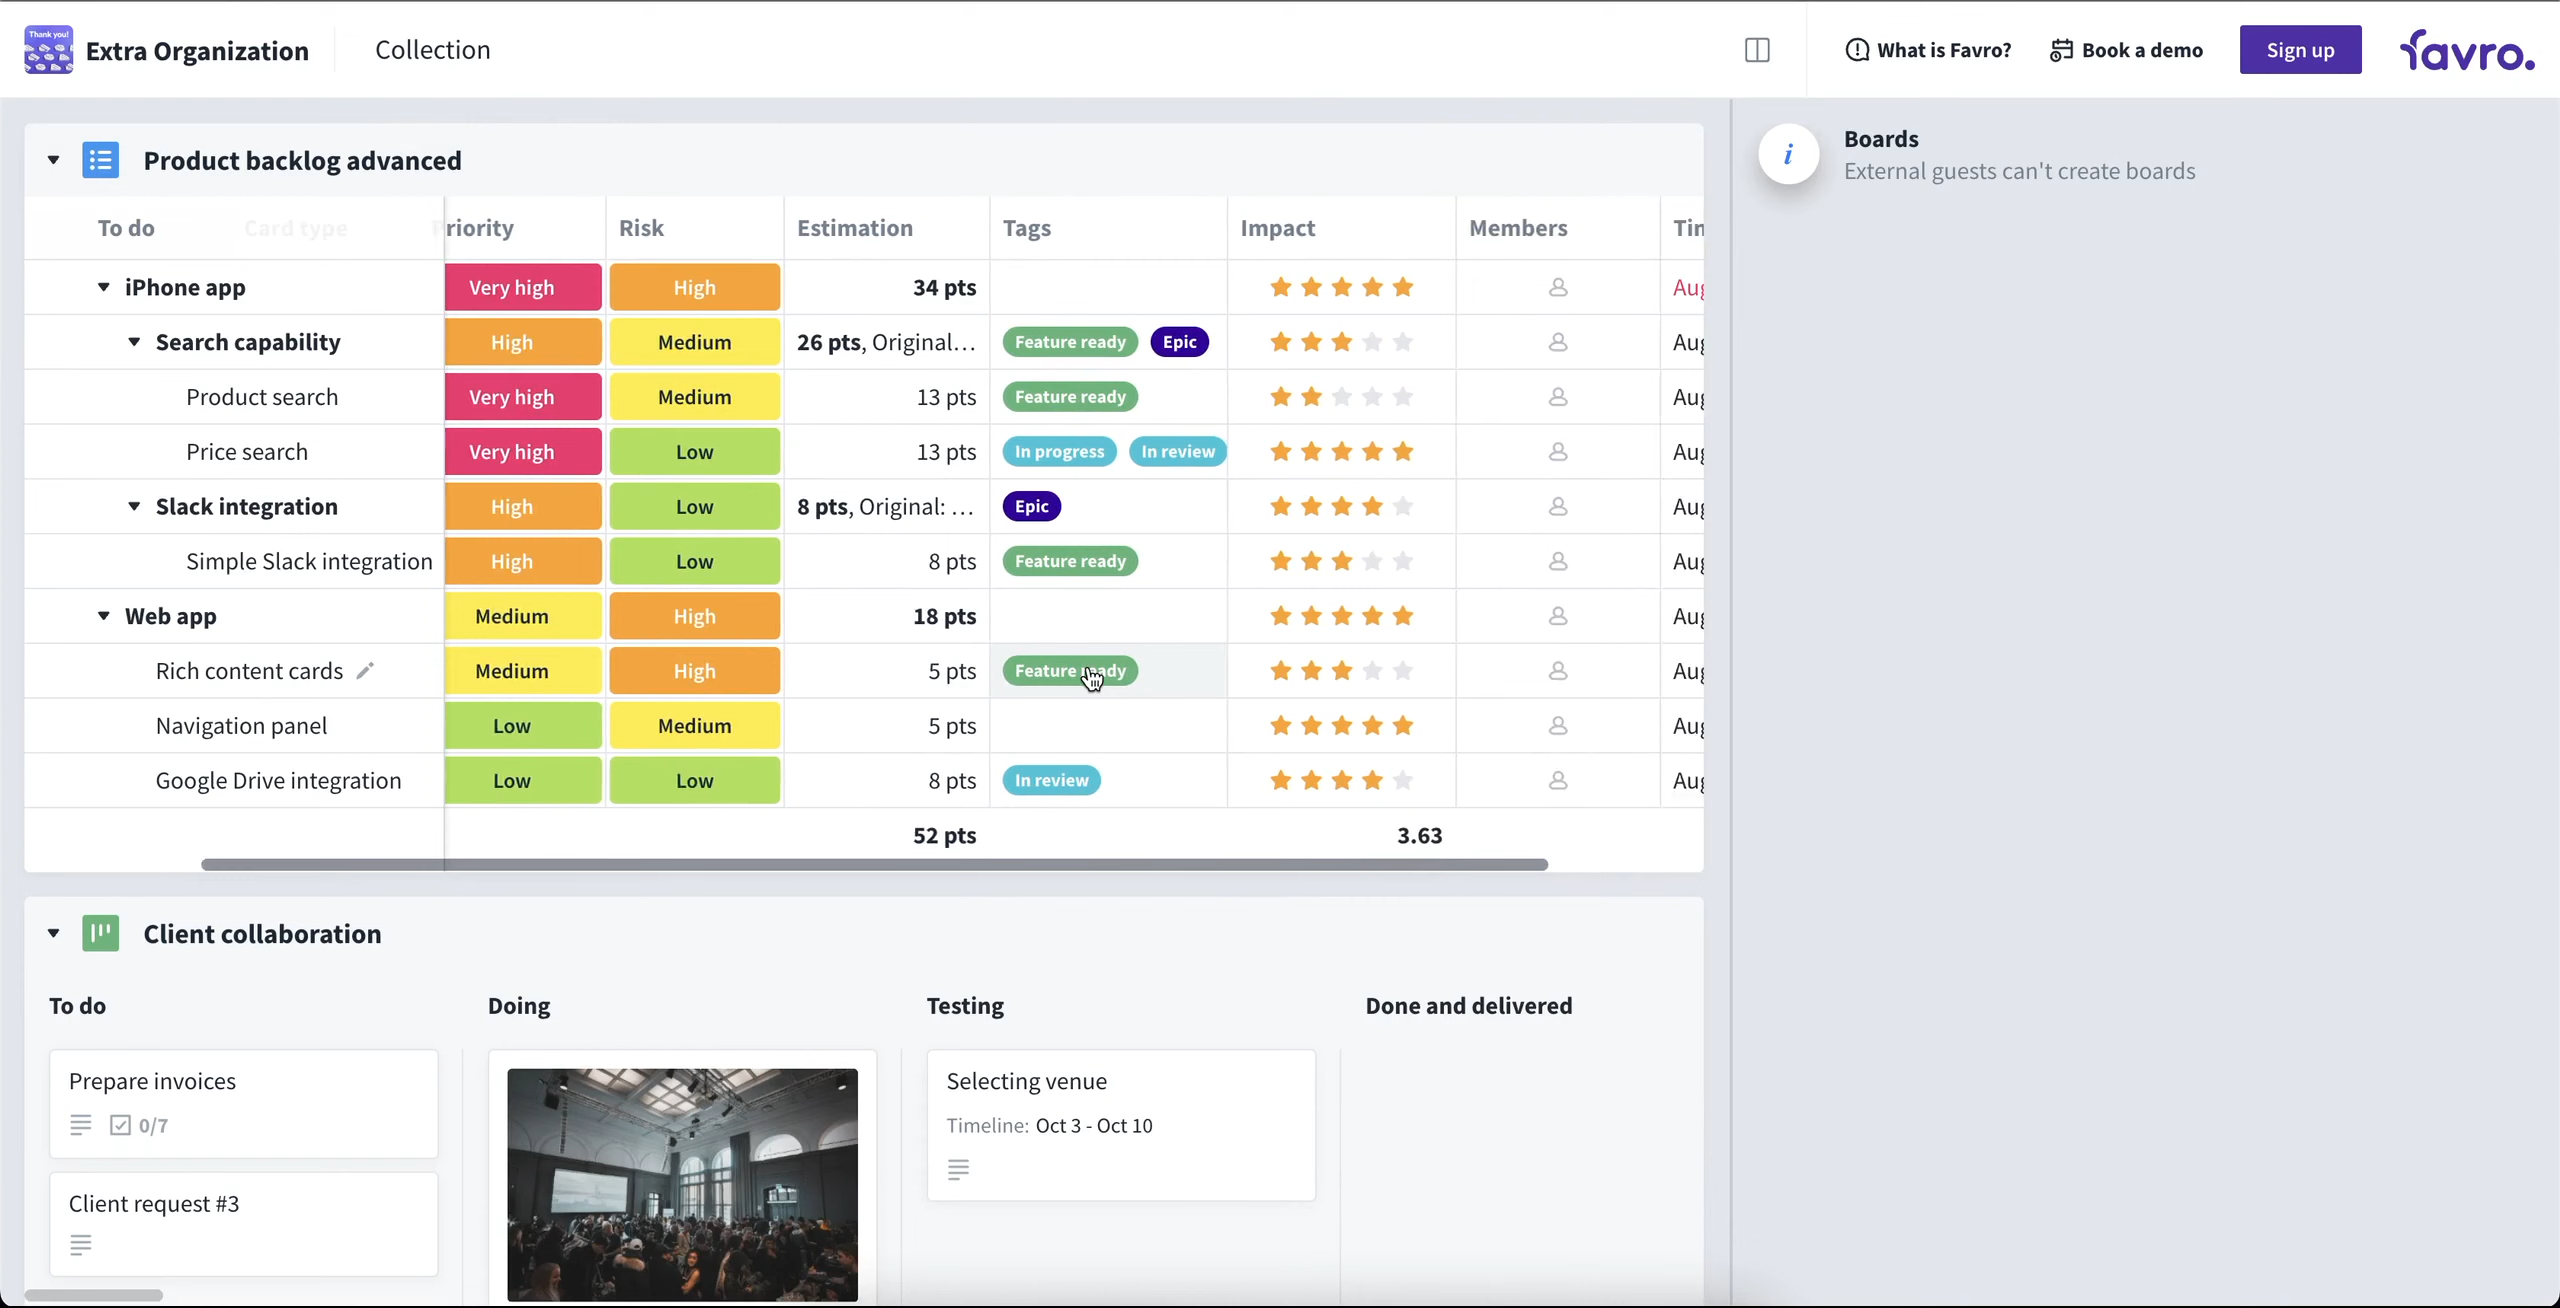 Thank you!
Extra Organization
Collection
What is Favro?
Book a demo
Sign up
favro.
Product backlog advanced
To do Card type Priority Risk Estimation Tags Impact Members Tin
iPhone app Very high High 34 pts Aug
Search capability High Medium 26 pts, Original... Feature ready Epic Aug
Product search Very high Medium 13 pts Feature ready Aug
Price search Very high Low 13 pts In progress In review Aug
Slack integration High Low 8 pts, Original: ... Epic Aug
Simple Slack integration High Low 8 pts Feature ready Aug
Web app Medium High 18 pts Aug
Rich content cards Medium High 5 pts Feature ready Aug
Navigation panel Low Medium 5 pts Aug
Google Drive integration Low Low 8 pts In review Aug
52 pts 3.63
Client collaboration
To do
Prepare invoices
0/7
Client request #3
Doing
Testing
Selecting venue
Timeline: Oct 3 - Oct 10
Done and delivered
i
Boards
External guests can't create boards